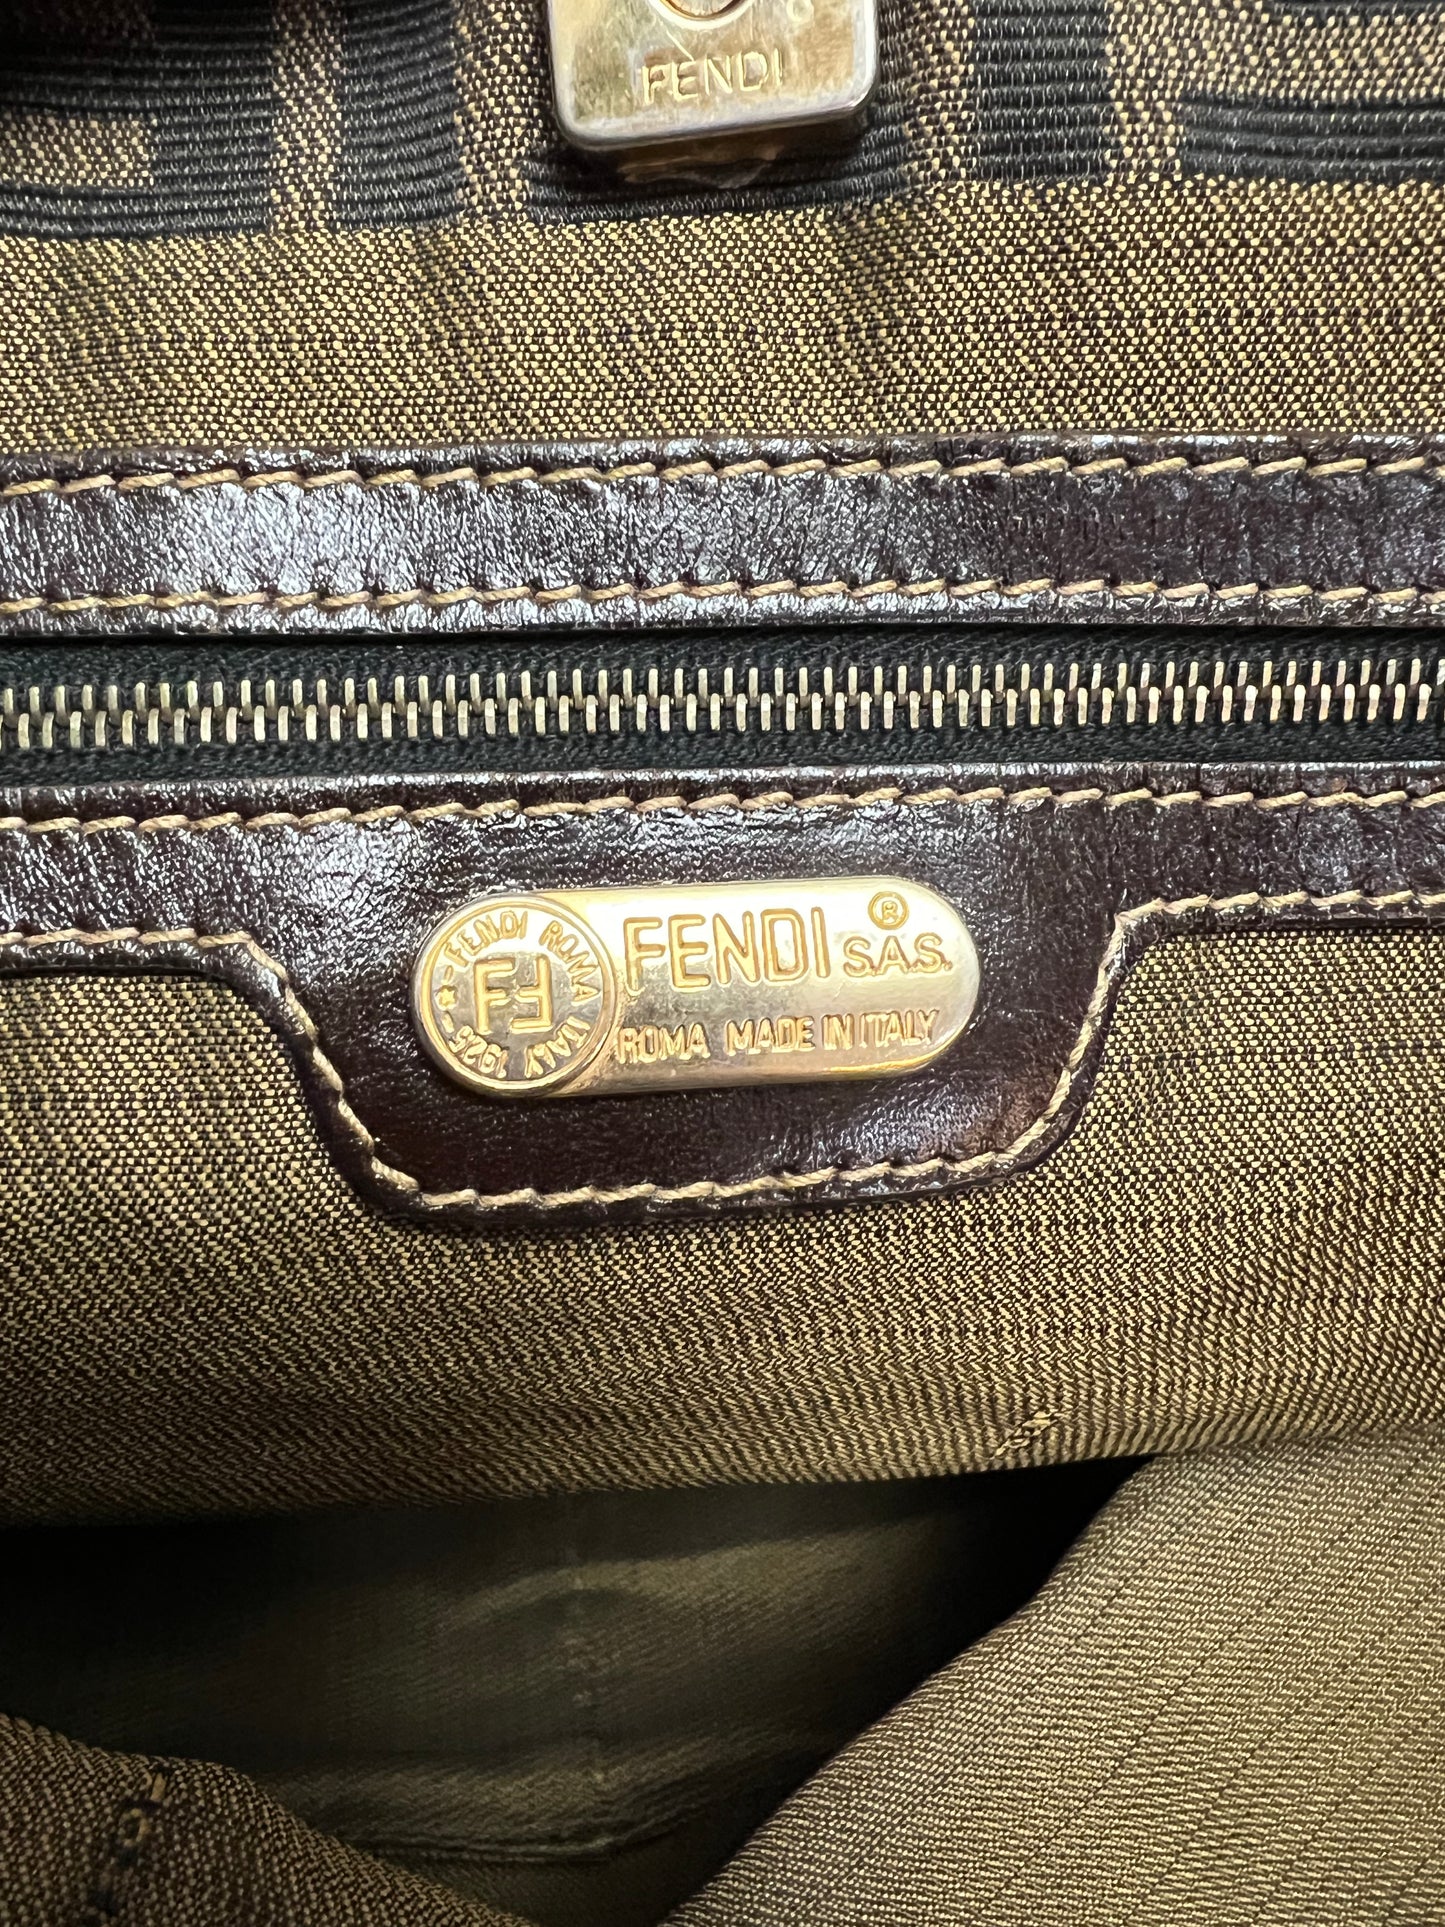 FENDI
FENDI ROMA ITALY 1925
FF
FENDI ® S.A.S.
ROMA MADE IN ITALY